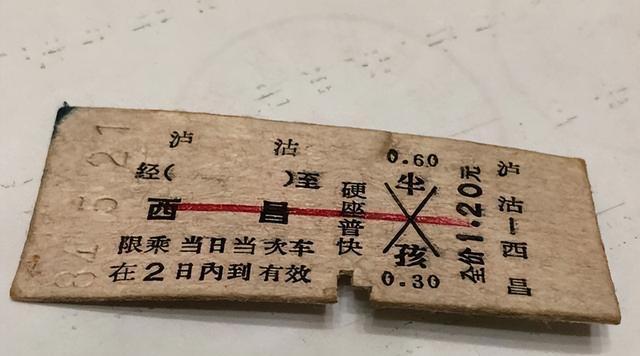 泸 沽
经( )至
西 昌
限乘当日当次车
在2日内到有效
硬座普快
0.60
半
孩
0.30
全价1.20元
泸沽—西昌